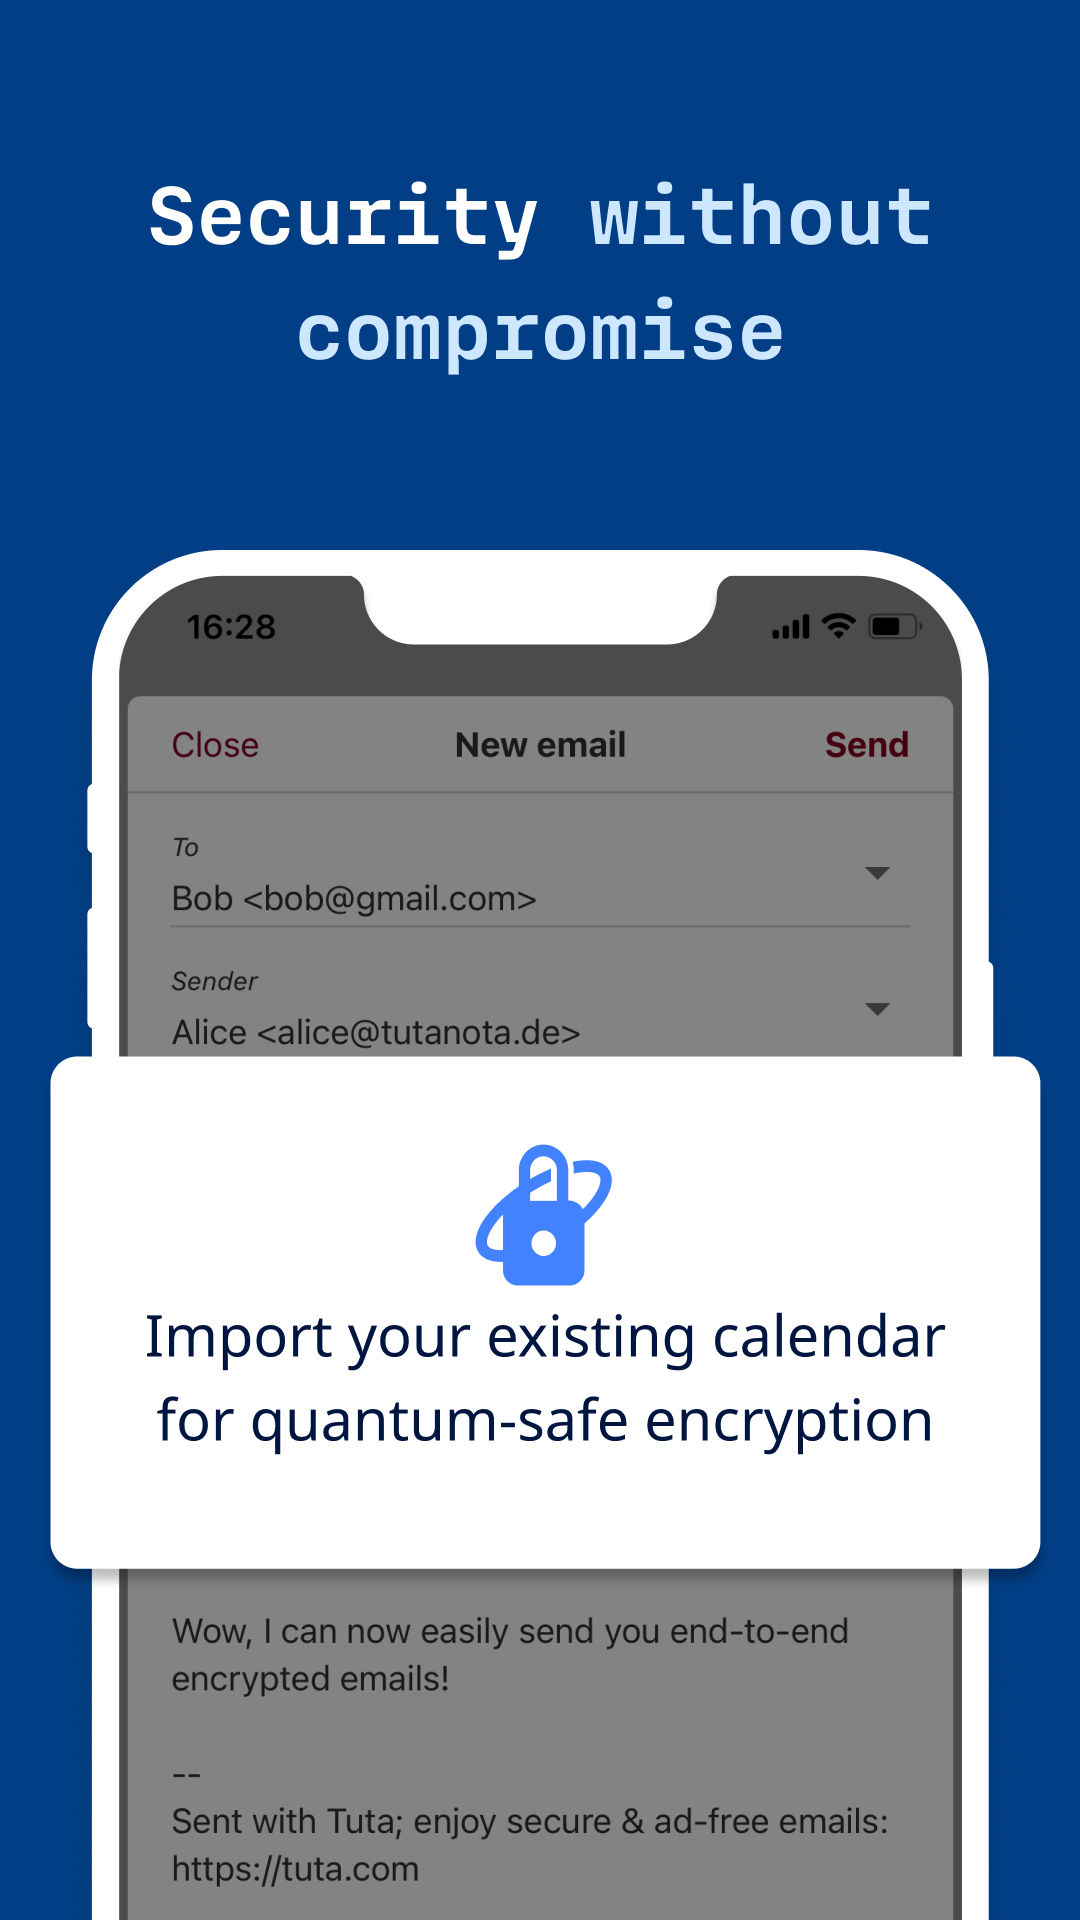 Security without
compromise
16:28
Close New email Send
To
Bob <bob@gmail.com>
Sender
Alice <alice@tutanota.de>
Import your existing calendar
for quantum-safe encryption
Wow, I can now easily send you end-to-end
encrypted emails!
--
Sent with Tuta; enjoy secure & ad-free emails:
https://tuta.com